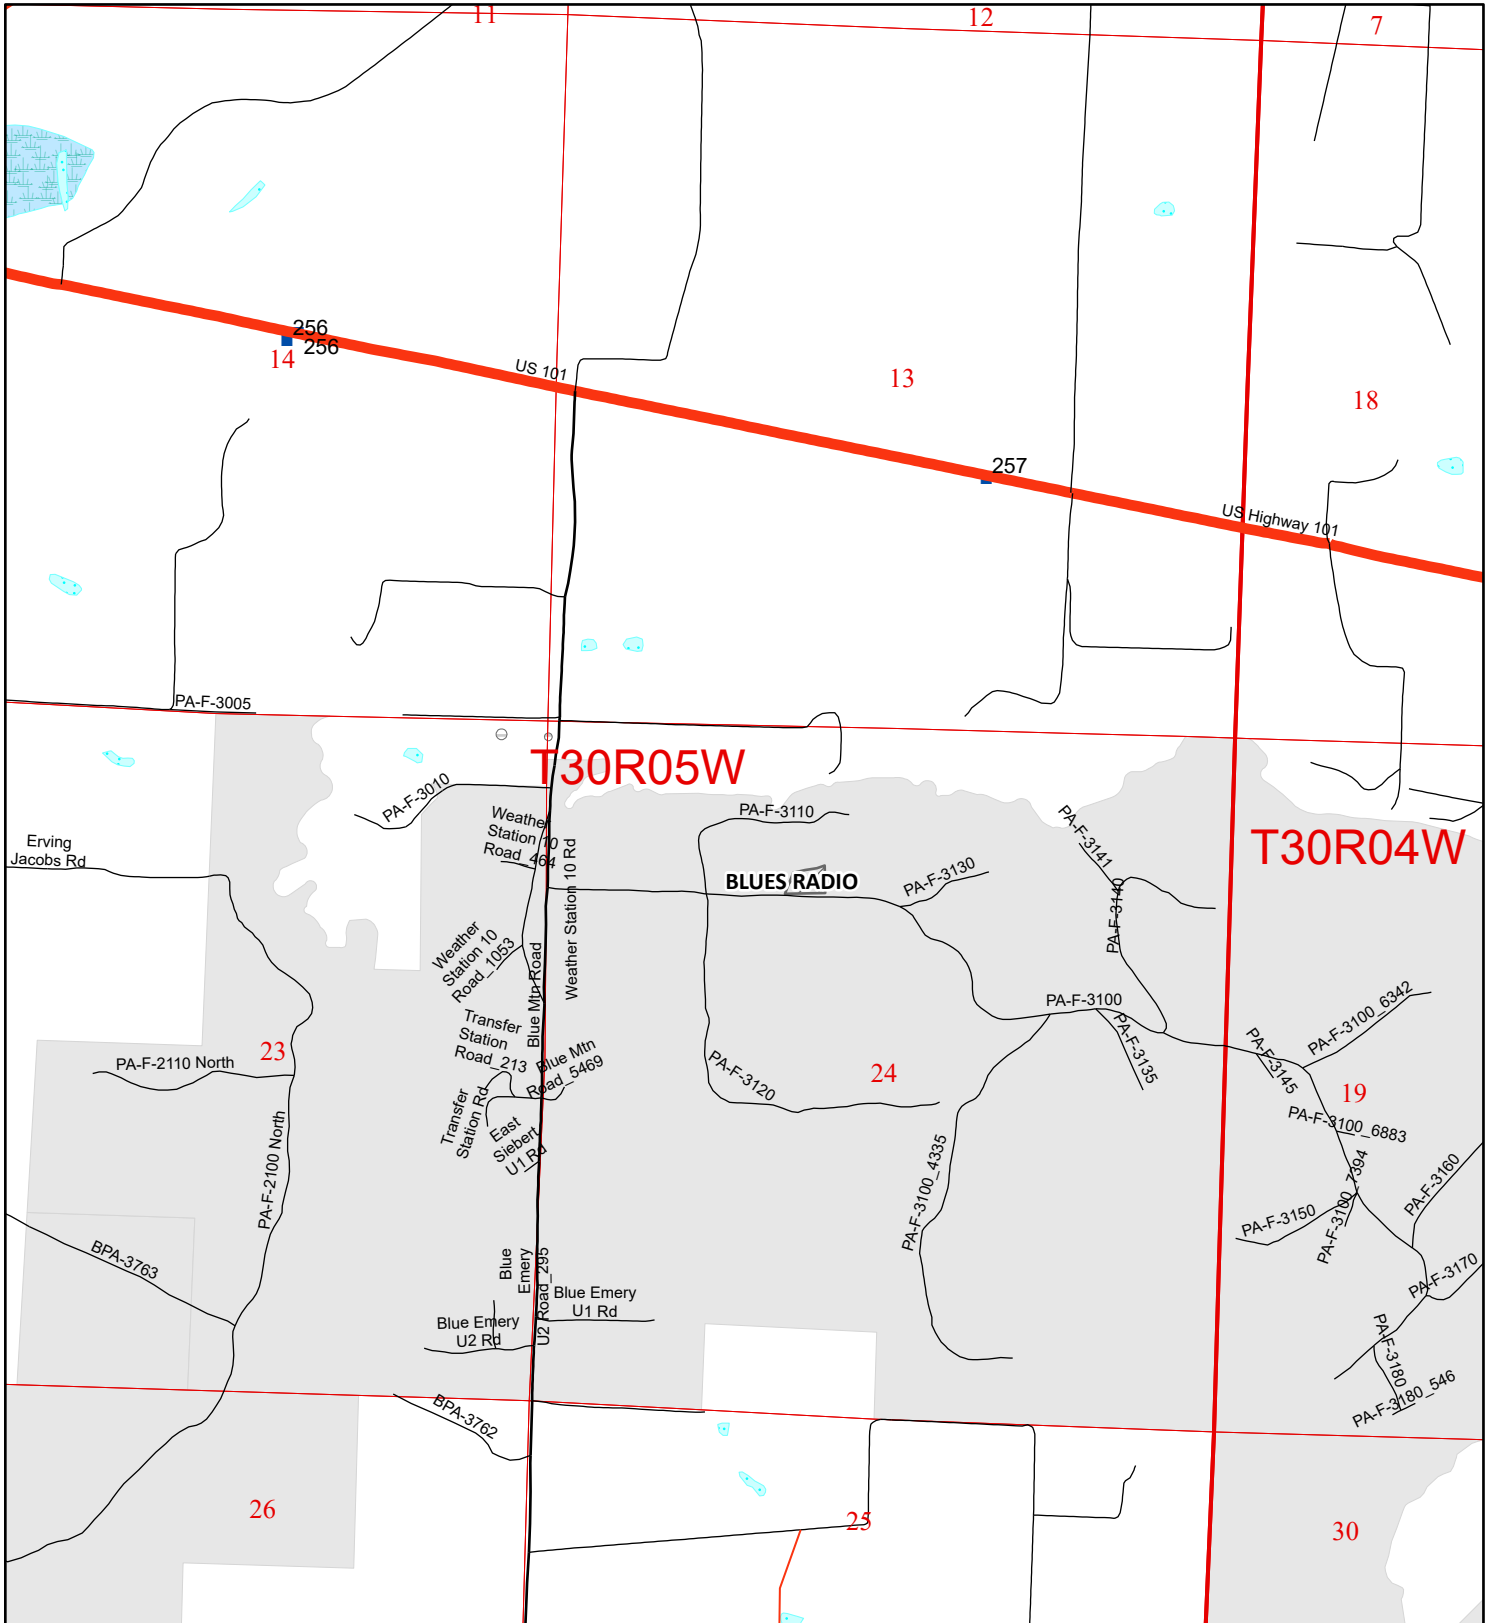 11
12
7
256
256
14
US 101
13
18
257
US Highway 101
PA-F-3005
T30R05W
PA-F-3010
Weather
Station 10
Road_464
PA-F-3110
PA-F-3141
T30R04W
Erving
Jacobs Rd
BLUES RADIO
PA-F-3130
PA-F-3140
Weather Station 10 Rd
Weather
Station 10
Road_1053
Blue Mtn Road
PA-F-3100
PA-F-3100_6342
Transfer
Station
Road_213
Blue Mtn
Road_5469
23
PA-F-2110 North
PA-F-3120
24
PA-F-3135
PA-F-3145
19
Transfer
Station Rd
East
Siebert
U1 Rd
PA-F-3100_6883
PA-F-2100 North
PA-F-3100_4335
PA-F-3100_7394
PA-F-3160
PA-F-3150
BPA-3763
Blue
Emery
U2 Road_295
Blue Emery
U1 Rd
PA-F-3170
Blue Emery
U2 Rd
PA-F-3180
PA-F-3180_546
BPA-3762
26
25
30